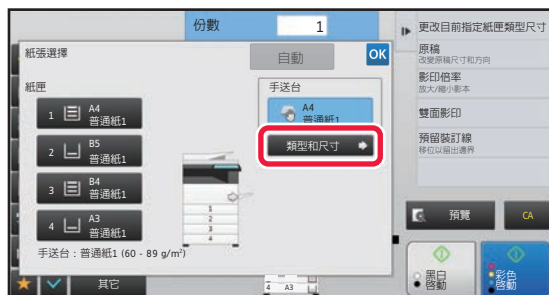 份數 1
紙張選擇
自動
OK
紙匣
1 A4
普通紙1
2 B5
普通紙1
3 B4
普通紙1
4 A3
普通紙1
手送台
A4
普通紙1
類型和尺寸
1
2
3
4
手送台：普通紙1 (60 - 89 g/m²)
其它
4 A3
更改目前指定紙匣類型尺寸
原稿
改變原稿尺寸和方向
影印倍率
放大/縮小影本
雙面影印
預留裝訂線
移位以留出邊界
預覽
CA
黑白
啓動
彩色
啓動